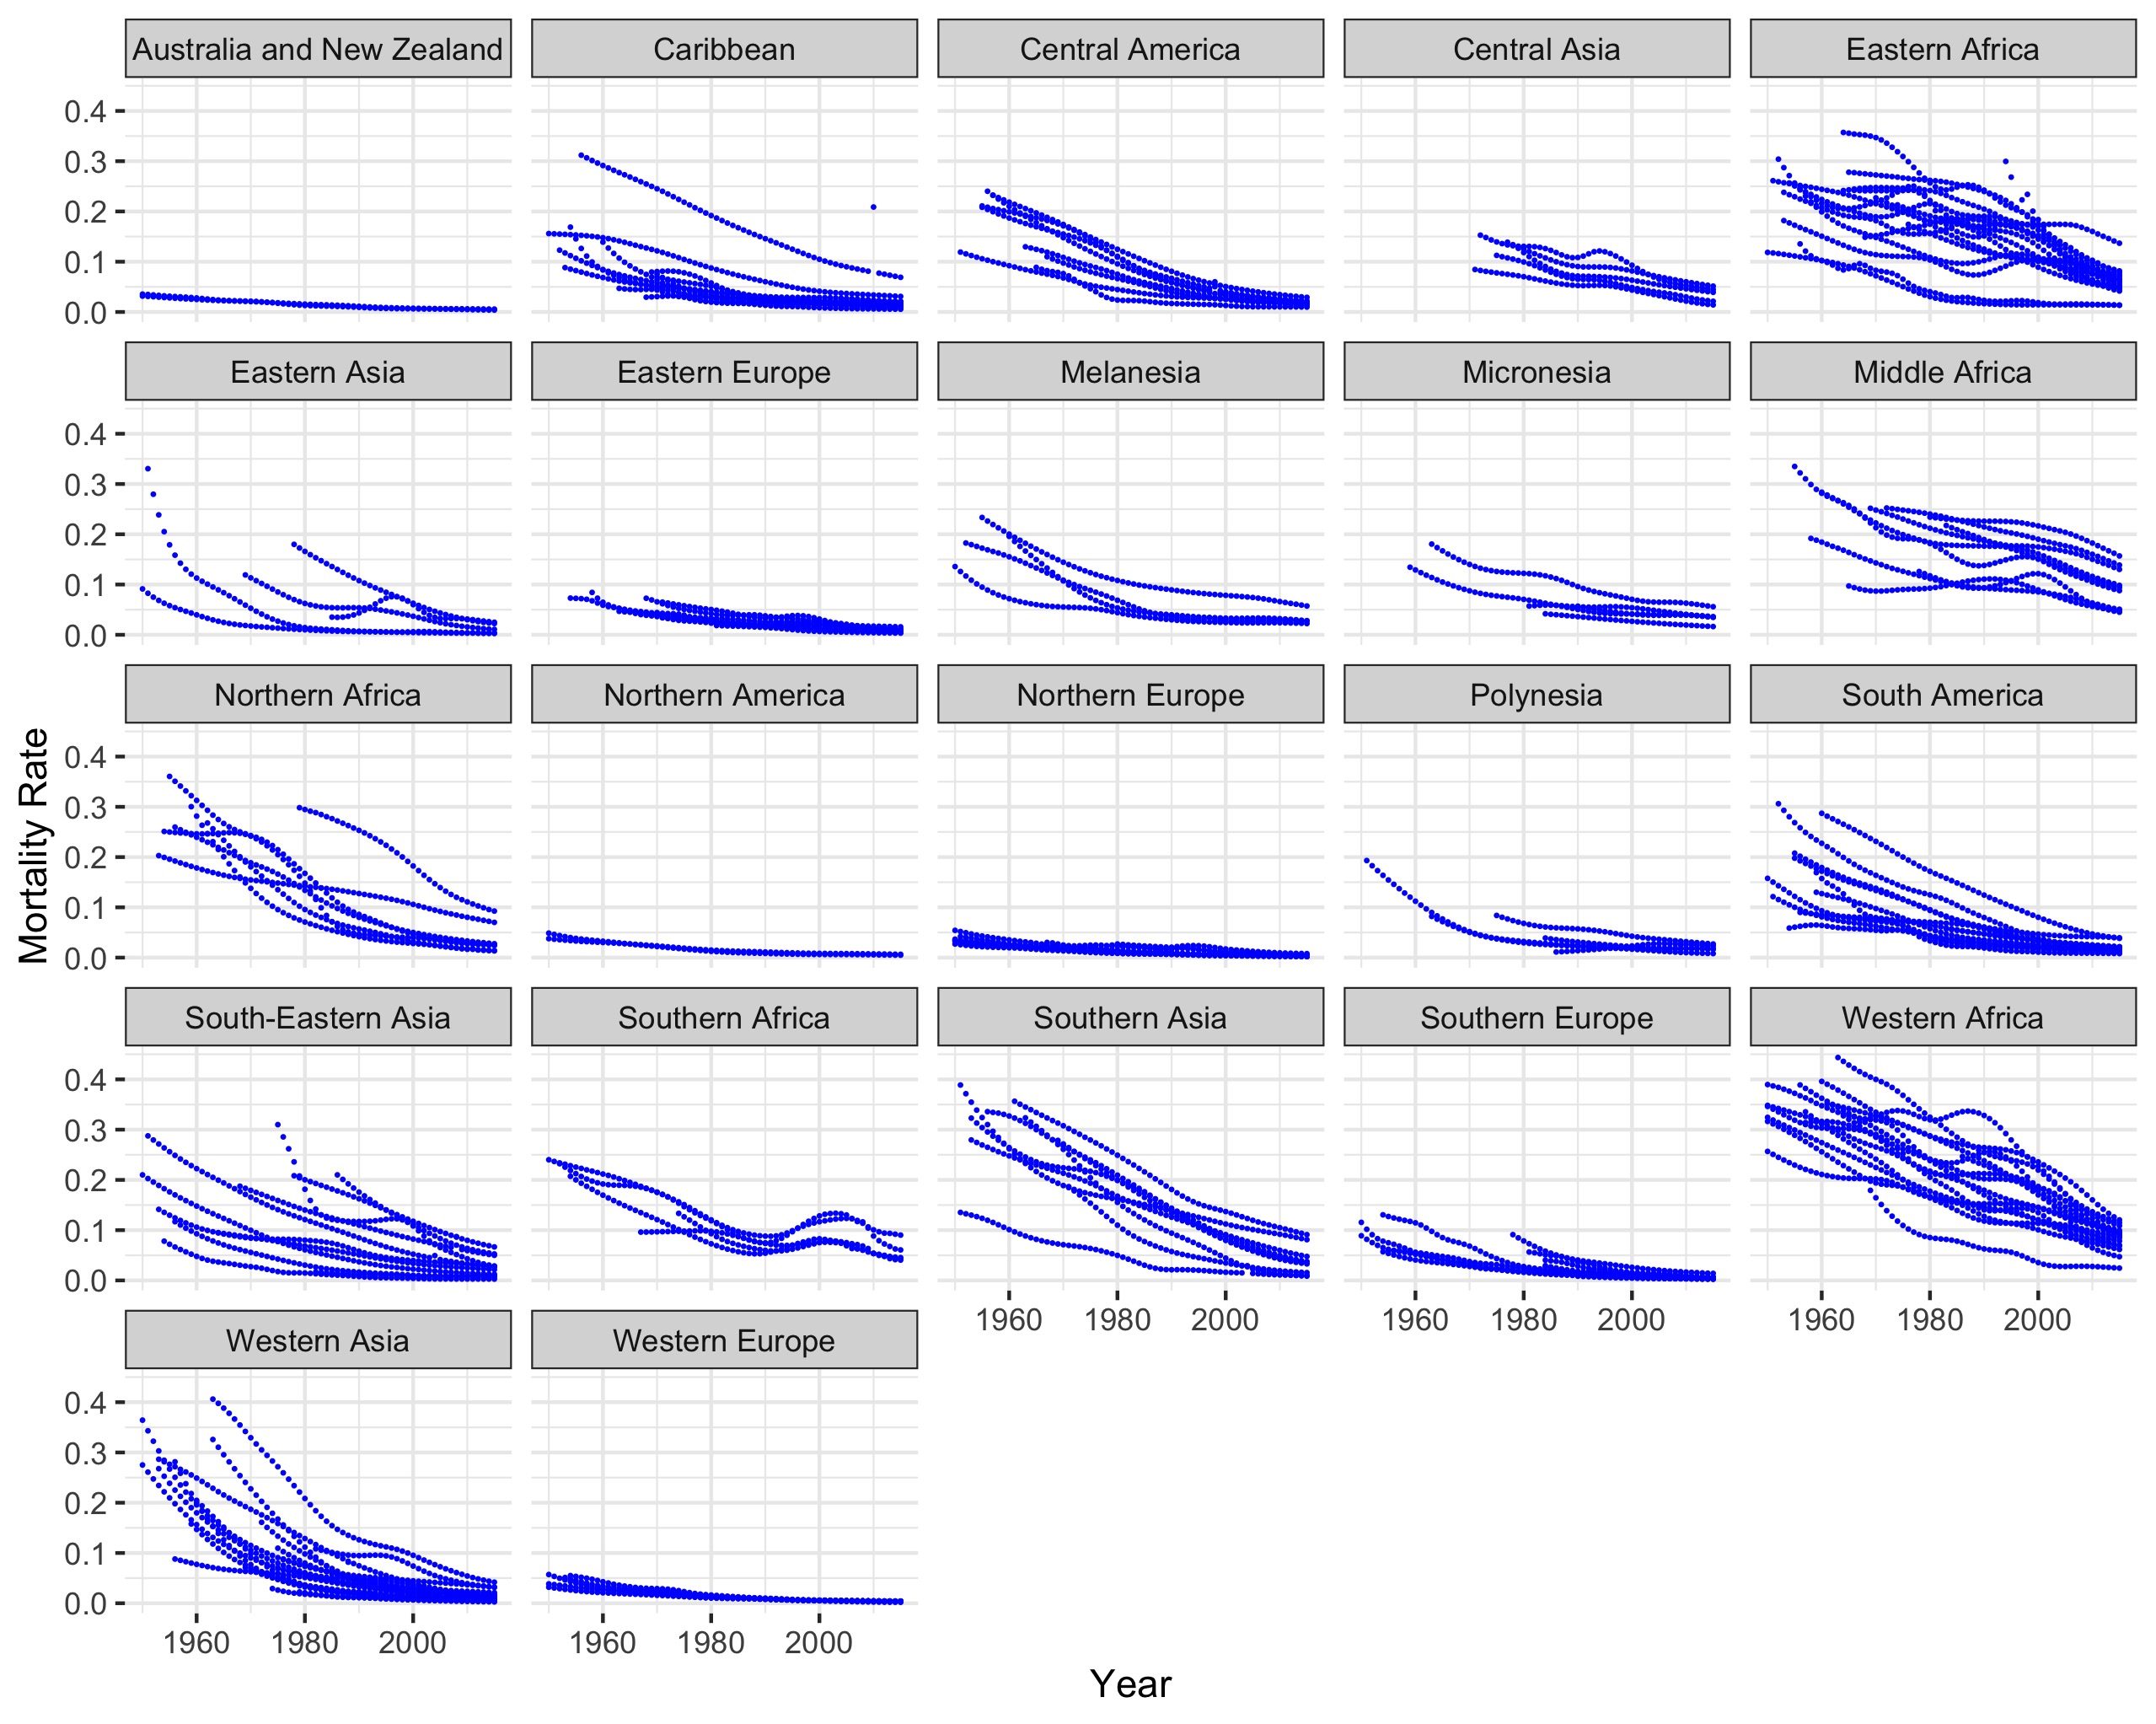 Australia and New Zealand
Caribbean
Central America
Central Asia
Eastern Africa
0.4
0.3
0.2
0.1
0.0
Eastern Asia
Eastern Europe
Melanesia
Micronesia
Middle Africa
0.4
0.3
0.2
0.1
0.0
Northern Africa
Northern America
Northern Europe
Polynesia
South America
0.4
0.3
0.2
0.1
0.0
Mortality Rate
South-Eastern Asia
Southern Africa
Southern Asia
Southern Europe
Western Africa
0.4
0.3
0.2
0.1
0.0
1960 1980 2000
1960 1980 2000
1960 1980 2000
Western Asia
Western Europe
0.4
0.3
0.2
0.1
0.0
1960 1980 2000
1960 1980 2000
Year